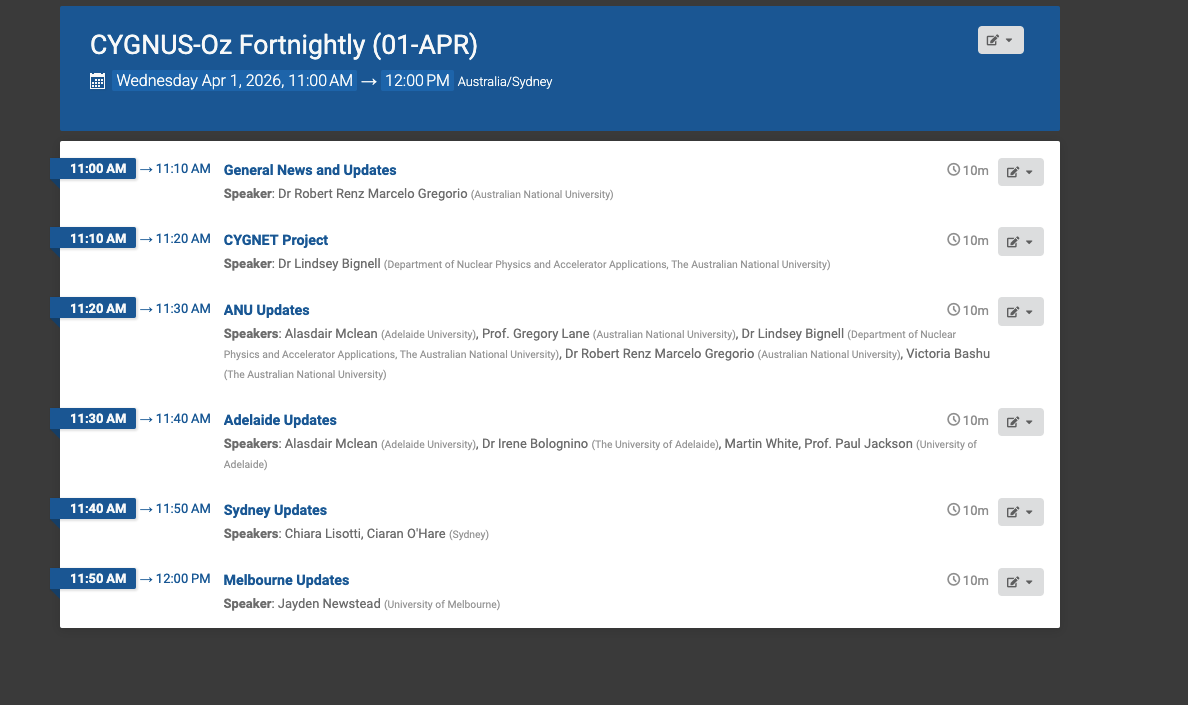 CYGNUS-Oz Fortnightly (01-APR)
Wednesday Apr 1, 2026, 11:00 AM → 12:00 PM Australia/Sydney
11:00 AM → 11:10 AM General News and Updates 10m
Speaker: Dr Robert Renz Marcelo Gregorio (Australian National University)
11:10 AM → 11:20 AM CYGNET Project 10m
Speaker: Dr Lindsey Bignell (Department of Nuclear Physics and Accelerator Applications, The Australian National University)
11:20 AM → 11:30 AM ANU Updates 10m
Speakers: Alasdair Mclean (Adelaide University), Prof. Gregory Lane (Australian National University), Dr Lindsey Bignell (Department of Nuclear
Physics and Accelerator Applications, The Australian National University), Dr Robert Renz Marcelo Gregorio (Australian National University), Victoria Bashu
(The Australian National University)
11:30 AM → 11:40 AM Adelaide Updates 10m
Speakers: Alasdair Mclean (Adelaide University), Dr Irene Bolognino (The University of Adelaide), Martin White, Prof. Paul Jackson (University of
Adelaide)
11:40 AM → 11:50 AM Sydney Updates 10m
Speakers: Chiara Lisotti, Ciaran O'Hare (Sydney)
11:50 AM → 12:00 PM Melbourne Updates 10m
Speaker: Jayden Newstead (University of Melbourne)